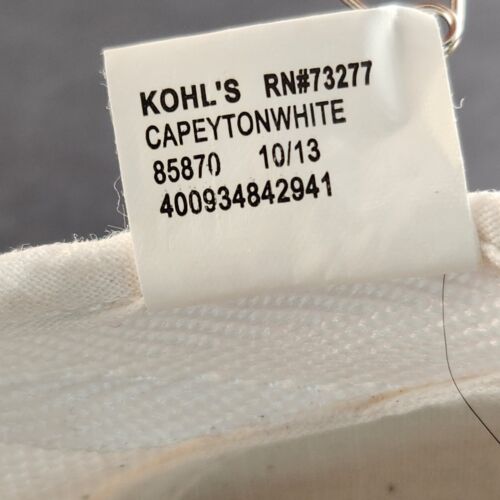 KOHL'S RN#73277
CAPEYTONWHITE
85870 10/13
400934842941